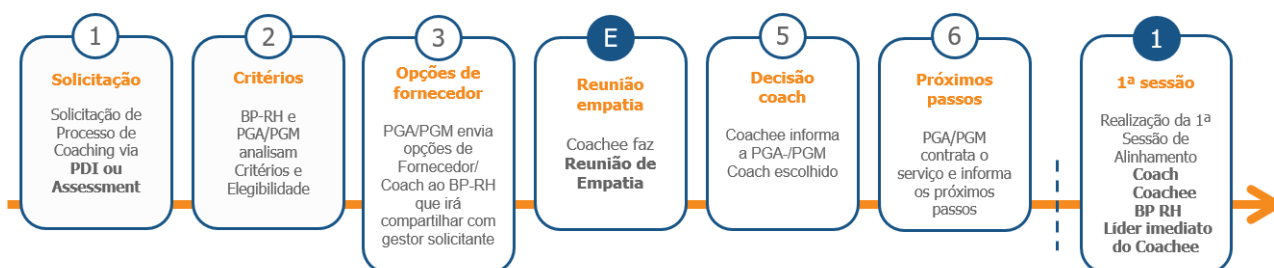 1
Solicitação
Solicitação de
Processo de
Coaching via
PDI ou
Assessment
2
Critérios
BP-RH e
PGA/PGM
analisam
Critérios e
Elegibilidade
3
Opções de
fornecedor
PGA/PGM envia
opções de
Fornecedor/
Coach ao BP-RH
que irá
compartilhar com
gestor solicitante
E
Reunião
empatia
Coachee faz
Reunião de
Empatia
5
Decisão
coach
Coachee informa
a PGA-/PGM
Coach escolhido
6
Próximos
passos
PGA/PGM
contrata o
serviço e informa
os próximos
passos
1
1ª sessão
Realização da 1ª
Sessão de
Alinhamento
Coach
Coachee
BP RH
Líder imediato
do Coachee